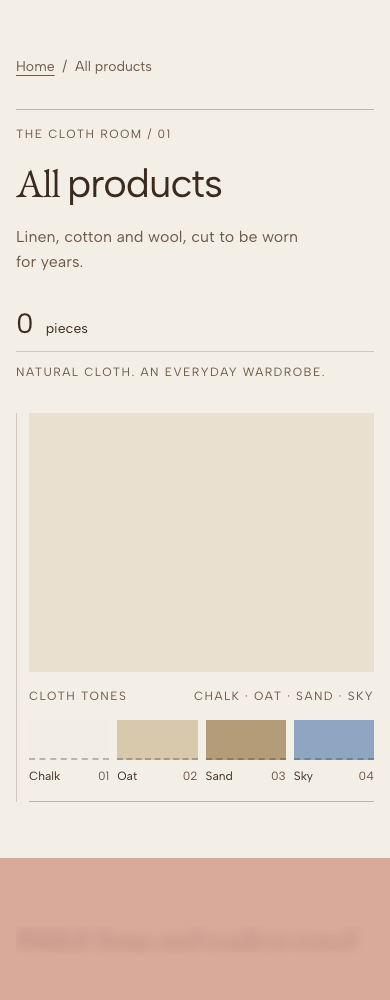 Home / All products
THE CLOTH ROOM / 01
All products
Linen, cotton and wool, cut to be worn
for years.
0 pieces
NATURAL CLOTH. AN EVERYDAY WARDROBE.
CLOTH TONES CHALK · OAT · SAND · SKY
Chalk 01 Oat 02 Sand 03 Sky 04